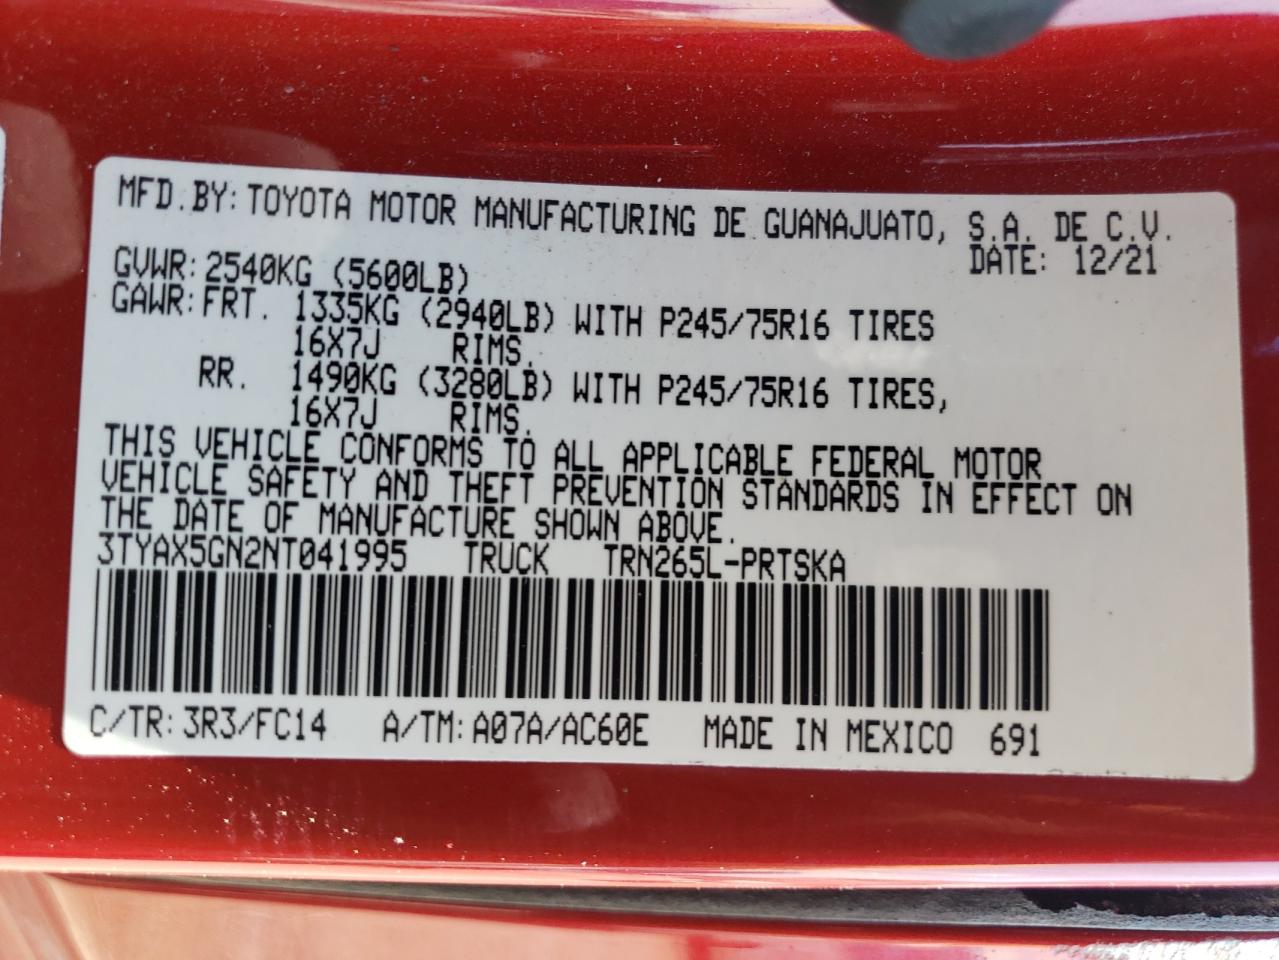 MFD.BY: TOYOTA MOTOR MANUFACTURING DE GUANAJUATO, S.A. DE C.V.
GVWR: 2540KG (5600LB) DATE: 12/21
GAWR: FRT. 1335KG (2940LB) WITH P245/75R16 TIRES
16X7J RIMS.
RR. 1490KG (3280LB) WITH P245/75R16 TIRES,
16X7J RIMS.
THIS VEHICLE CONFORMS TO ALL APPLICABLE FEDERAL MOTOR
VEHICLE SAFETY AND THEFT PREVENTION STANDARDS IN EFFECT ON
THE DATE OF MANUFACTURE SHOWN ABOVE.
3TYAX5GN2NT041995 TRUCK TRN265L-PRTSKA
C/TR: 3R3/FC14 A/TM: A07A/AC60E MADE IN MEXICO 691